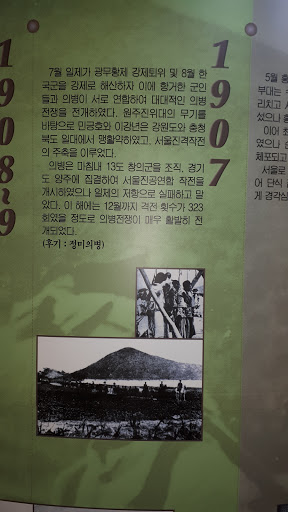 1908~9
7월 일제가 광무황제 강제퇴위 및 8월 한
국군을 강제로 해산하자 이에 항거한 군인
들과 의병이 서로 연합하여 대대적인 의병
전쟁을 전개하였다. 원주진위대의 무기를
바탕으로 민긍호와 이강년은 강원도와 충청
북도 일대에서 맹활약하였고, 서울진격작전
의 주축을 이루었다.
의병은 마침내 13도 창의군을 조직, 경기
도 양주에 집결하여 서울진공연합 작전을
개시하였으나 일제의 저항으로 실패하고 말
았다. 이 해에는 12월까지 격전 횟수가 323
회였을 정도로 의병전쟁이 매우 활발히 전
개되었다.
(후기 : 정미의병)
1907
5월 홍
부대는
리치고 시
섰으나 홍
이어 최
였으나
체포되고
서울로
어 단식
게 경각심